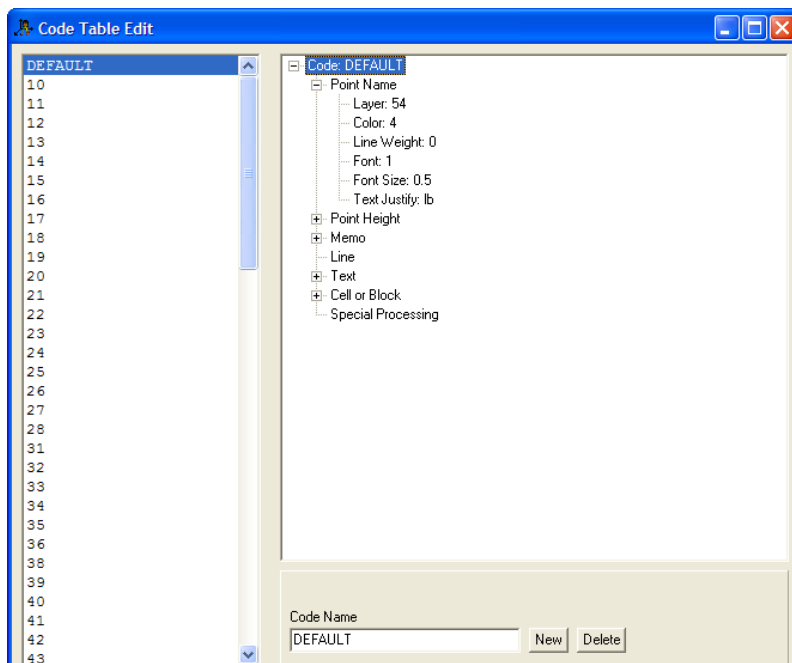 Code Table Edit
DEFAULT
10
11
12
13
14
15
16
17
18
19
20
21
22
23
24
25
26
27
28
31
32
33
34
35
36
38
39
40
41
42
43
Code: DEFAULT
Point Name
Layer: 54
Color: 4
Line Weight: 0
Font: 1
Font Size: 0.5
Text Justify: lb
Point Height
Memo
Line
Text
Cell or Block
Special Processing
Code Name
DEFAULT New Delete